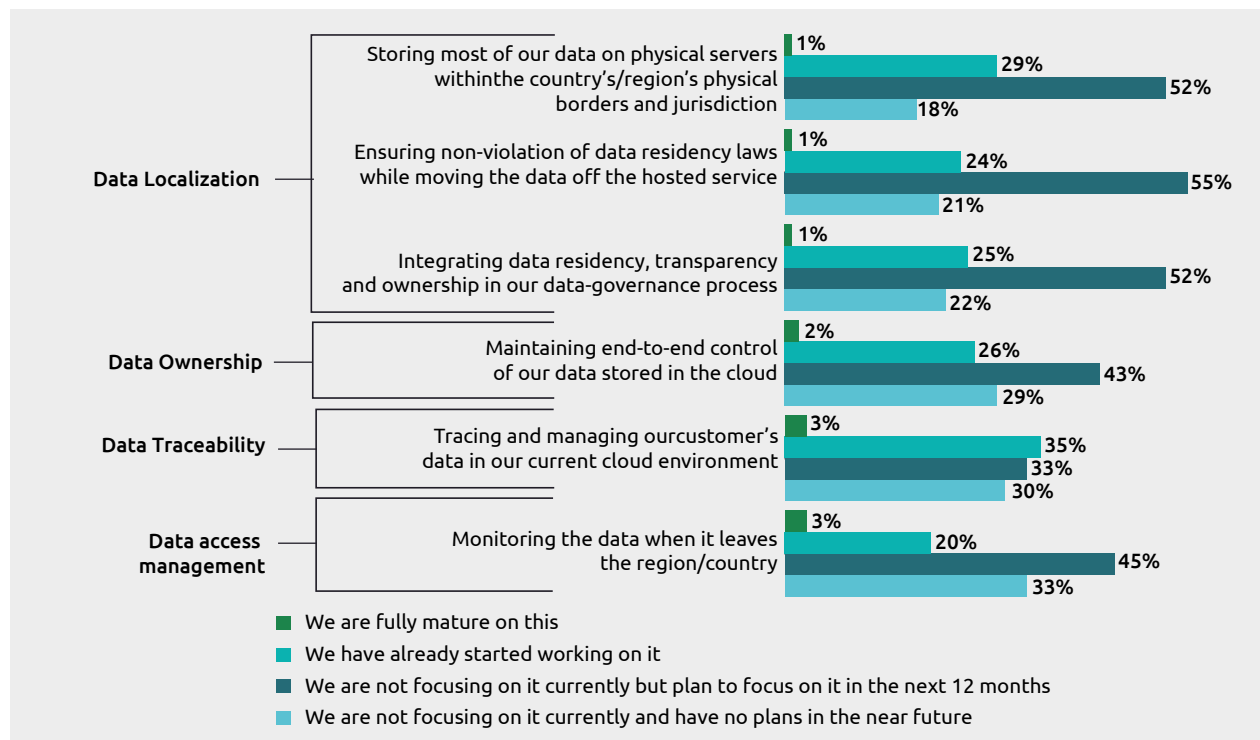 Data Localization
Storing most of our data on physical servers
withinthe country's/region's physical
borders and jurisdiction
1%
29%
52%
18%
Ensuring non-violation of data residency laws
while moving the data off the hosted service
1%
24%
55%
21%
Integrating data residency, transparency
and ownership in our data-governance process
1%
25%
52%
22%
Data Ownership
Maintaining end-to-end control
of our data stored in the cloud
2%
26%
43%
29%
Data Traceability
Tracing and managing ourcustomer's
data in our current cloud environment
3%
35%
33%
30%
Data access
management
Monitoring the data when it leaves
the region/country
3%
20%
45%
33%
We are fully mature on this
We have already started working on it
We are not focusing on it currently but plan to focus on it in the next 12 months
We are not focusing on it currently and have no plans in the near future